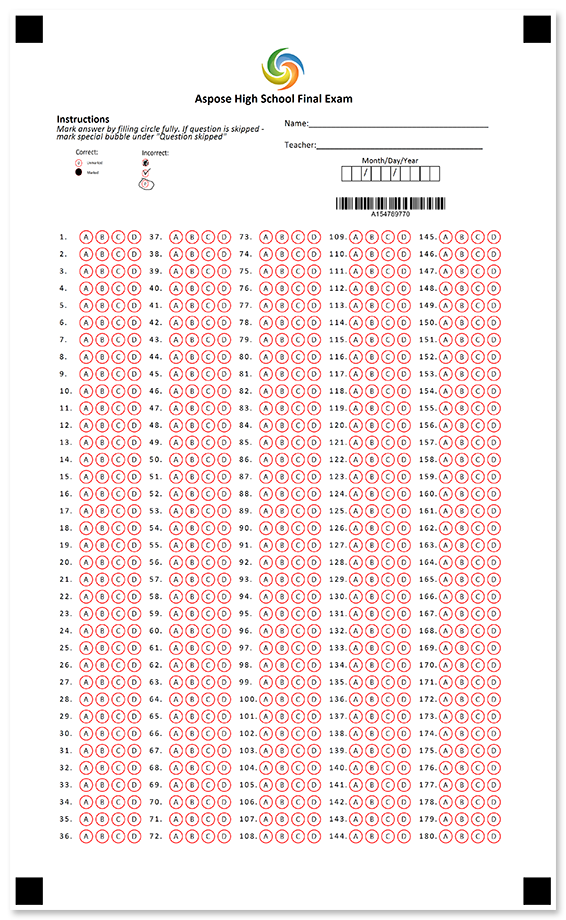 Aspose High School Final Exam
Instructions
Mark answer by filling circle fully. If question is skipped -
mark special bubble under "Question skipped"
Correct: Incorrect:
Unmarked
Marked
Name:
Teacher:
Month/Day/Year
/ /
A154769770
1. A B C D 37. A B C D 73. A B C D 109. A B C D 145. A B C D
2. A B C D 38. A B C D 74. A B C D 110. A B C D 146. A B C D
3. A B C D 39. A B C D 75. A B C D 111. A B C D 147. A B C D
4. A B C D 40. A B C D 76. A B C D 112. A B C D 148. A B C D
5. A B C D 41. A B C D 77. A B C D 113. A B C D 149. A B C D
6. A B C D 42. A B C D 78. A B C D 114. A B C D 150. A B C D
7. A B C D 43. A B C D 79. A B C D 115. A B C D 151. A B C D
8. A B C D 44. A B C D 80. A B C D 116. A B C D 152. A B C D
9. A B C D 45. A B C D 81. A B C D 117. A B C D 153. A B C D
10. A B C D 46. A B C D 82. A B C D 118. A B C D 154. A B C D
11. A B C D 47. A B C D 83. A B C D 119. A B C D 155. A B C D
12. A B C D 48. A B C D 84. A B C D 120. A B C D 156. A B C D
13. A B C D 49. A B C D 85. A B C D 121. A B C D 157. A B C D
14. A B C D 50. A B C D 86. A B C D 122. A B C D 158. A B C D
15. A B C D 51. A B C D 87. A B C D 123. A B C D 159. A B C D
16. A B C D 52. A B C D 88. A B C D 124. A B C D 160. A B C D
17. A B C D 53. A B C D 89. A B C D 125. A B C D 161. A B C D
18. A B C D 54. A B C D 90. A B C D 126. A B C D 162. A B C D
19. A B C D 55. A B C D 91. A B C D 127. A B C D 163. A B C D
20. A B C D 56. A B C D 92. A B C D 128. A B C D 164. A B C D
21. A B C D 57. A B C D 93. A B C D 129. A B C D 165. A B C D
22. A B C D 58. A B C D 94. A B C D 130. A B C D 166. A B C D
23. A B C D 59. A B C D 95. A B C D 131. A B C D 167. A B C D
24. A B C D 60. A B C D 96. A B C D 132. A B C D 168. A B C D
25. A B C D 61. A B C D 97. A B C D 133. A B C D 169. A B C D
26. A B C D 62. A B C D 98. A B C D 134. A B C D 170. A B C D
27. A B C D 63. A B C D 99. A B C D 135. A B C D 171. A B C D
28. A B C D 64. A B C D 100. A B C D 136. A B C D 172. A B C D
29. A B C D 65. A B C D 101. A B C D 137. A B C D 173. A B C D
30. A B C D 66. A B C D 102. A B C D 138. A B C D 174. A B C D
31. A B C D 67. A B C D 103. A B C D 139. A B C D 175. A B C D
32. A B C D 68. A B C D 104. A B C D 140. A B C D 176. A B C D
33. A B C D 69. A B C D 105. A B C D 141. A B C D 177. A B C D
34. A B C D 70. A B C D 106. A B C D 142. A B C D 178. A B C D
35. A B C D 71. A B C D 107. A B C D 143. A B C D 179. A B C D
36. A B C D 72. A B C D 108. A B C D 144. A B C D 180. A B C D